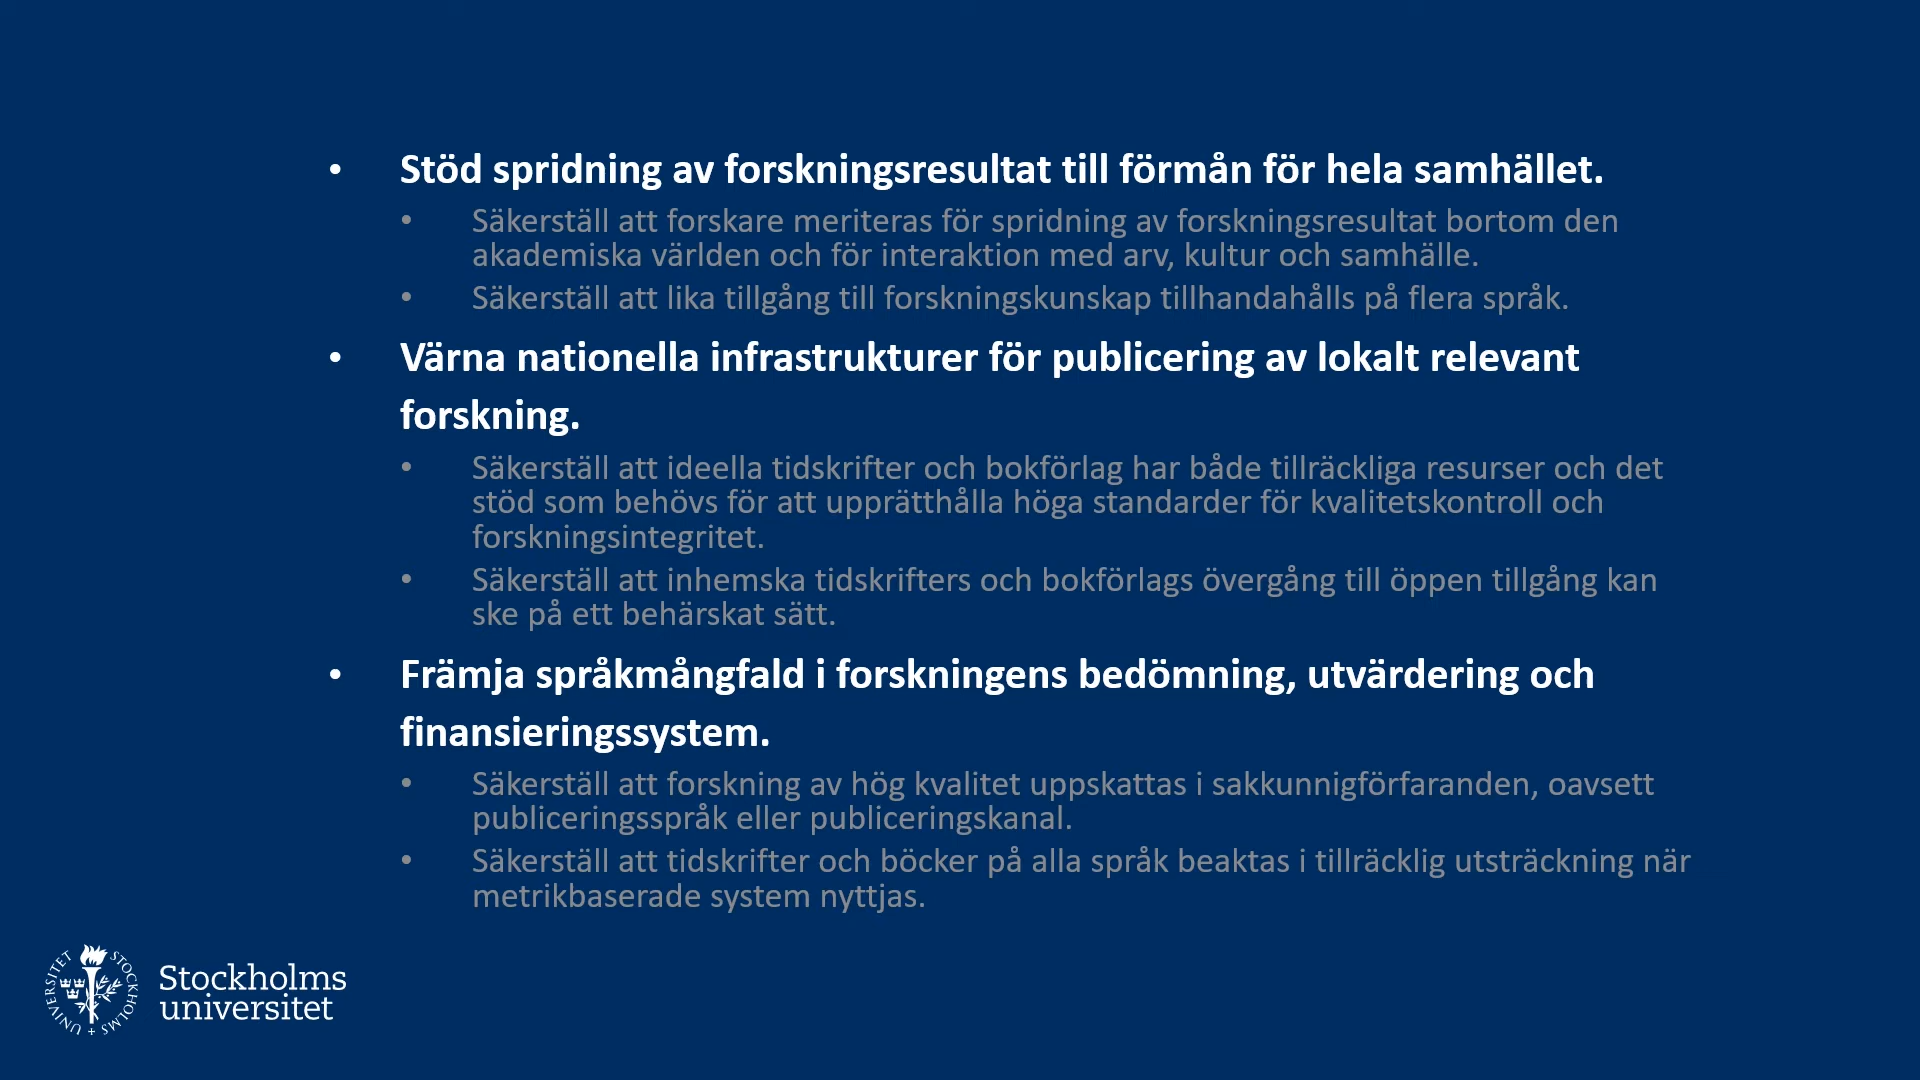 • Stöd spridning av forskningsresultat till förmån för hela samhället.
• Säkerställ att forskare meriteras för spridning av forskningsresultat bortom den
akademiska världen och för interaktion med arv, kultur och samhälle.
• Säkerställ att lika tillgång till forskningskunskap tillhandahålls på flera språk.
• Värna nationella infrastrukturer för publicering av lokalt relevant
forskning.
• Säkerställ att ideella tidskrifter och bokförlag har både tillräckliga resurser och det
stöd som behövs för att upprätthålla höga standarder för kvalitetskontroll och
forskningsintegritet.
• Säkerställ att inhemska tidskrifters och bokförlags övergång till öppen tillgång kan
ske på ett behärskat sätt.
• Främja språkmångfald i forskningens bedömning, utvärdering och
finansieringssystem.
• Säkerställ att forskning av hög kvalitet uppskattas i sakkunnigförfaranden, oavsett
publiceringsspråk eller publiceringskanal.
• Säkerställ att tidskrifter och böcker på alla språk beaktas i tillräcklig utsträckning när
metrikbaserade system nyttjas.
STOCKHOLMS + UNIVERSITET
Stockholms
universitet